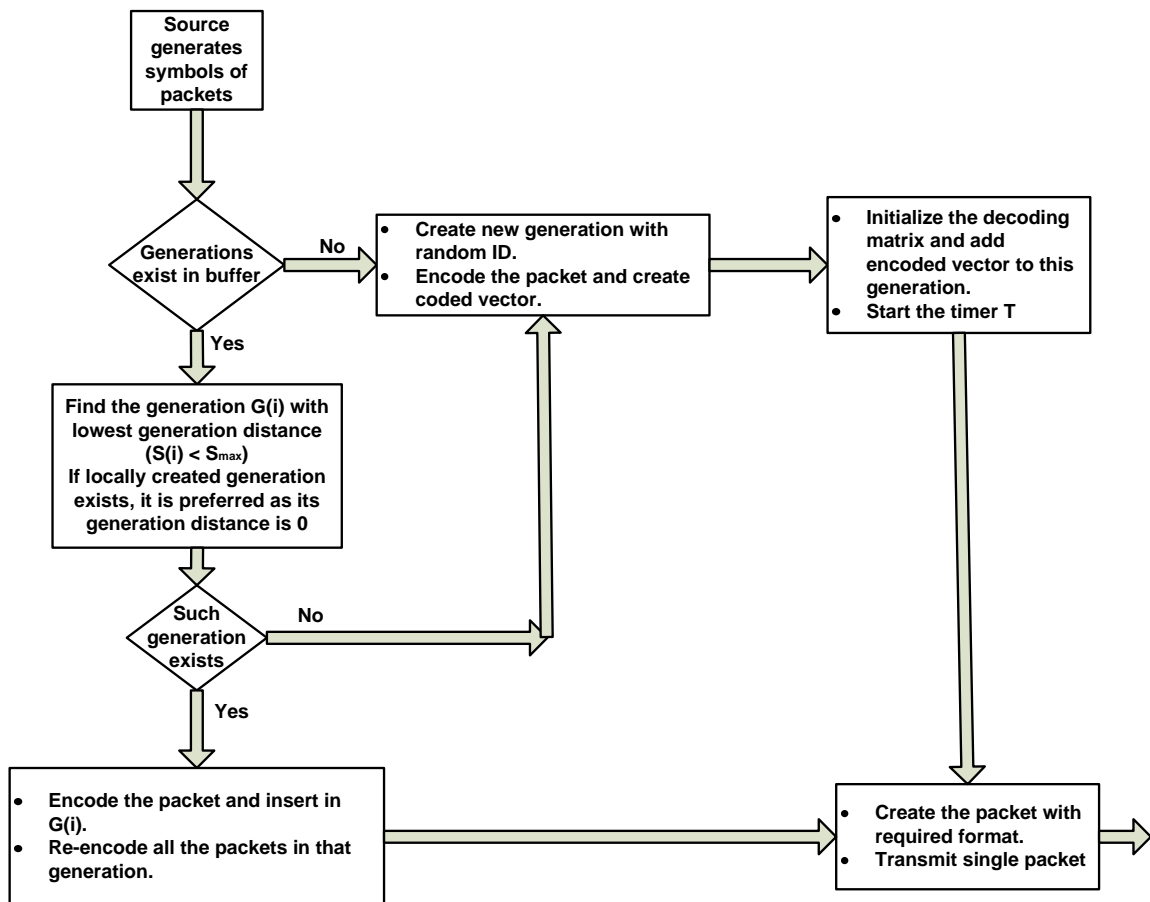 Source
generates
symbols of
packets
Generations
exist in buffer
No
• Create new generation with
random ID.
• Encode the packet and create
coded vector.
• Initialize the decoding
matrix and add
encoded vector to this
generation.
• Start the timer T
Yes
Find the generation G(i) with
lowest generation distance
(S(i) < Smax)
If locally created generation
exists, it is preferred as its
generation distance is 0
Such
generation
exists
No
Yes
• Encode the packet and insert in
G(i).
• Re-encode all the packets in that
generation.
• Create the packet with
required format.
• Transmit single packet